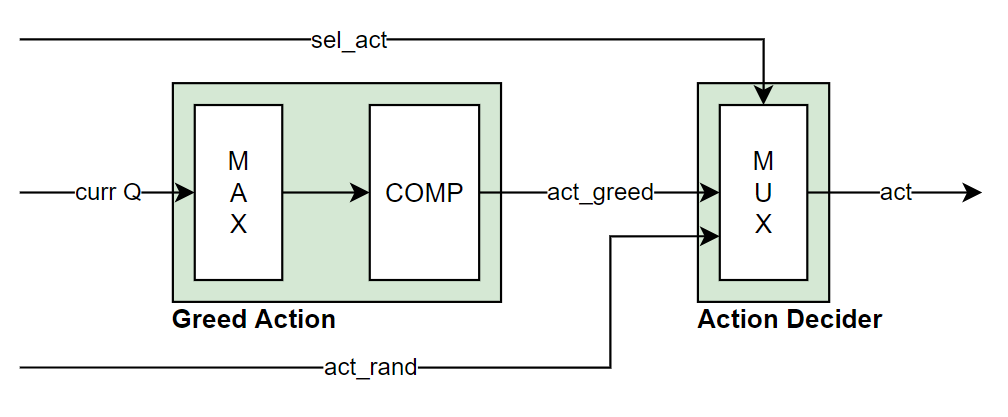 sel_act
curr Q
M
A
X
COMP
act_greed
M
U
X
act
Greed Action
Action Decider
act_rand